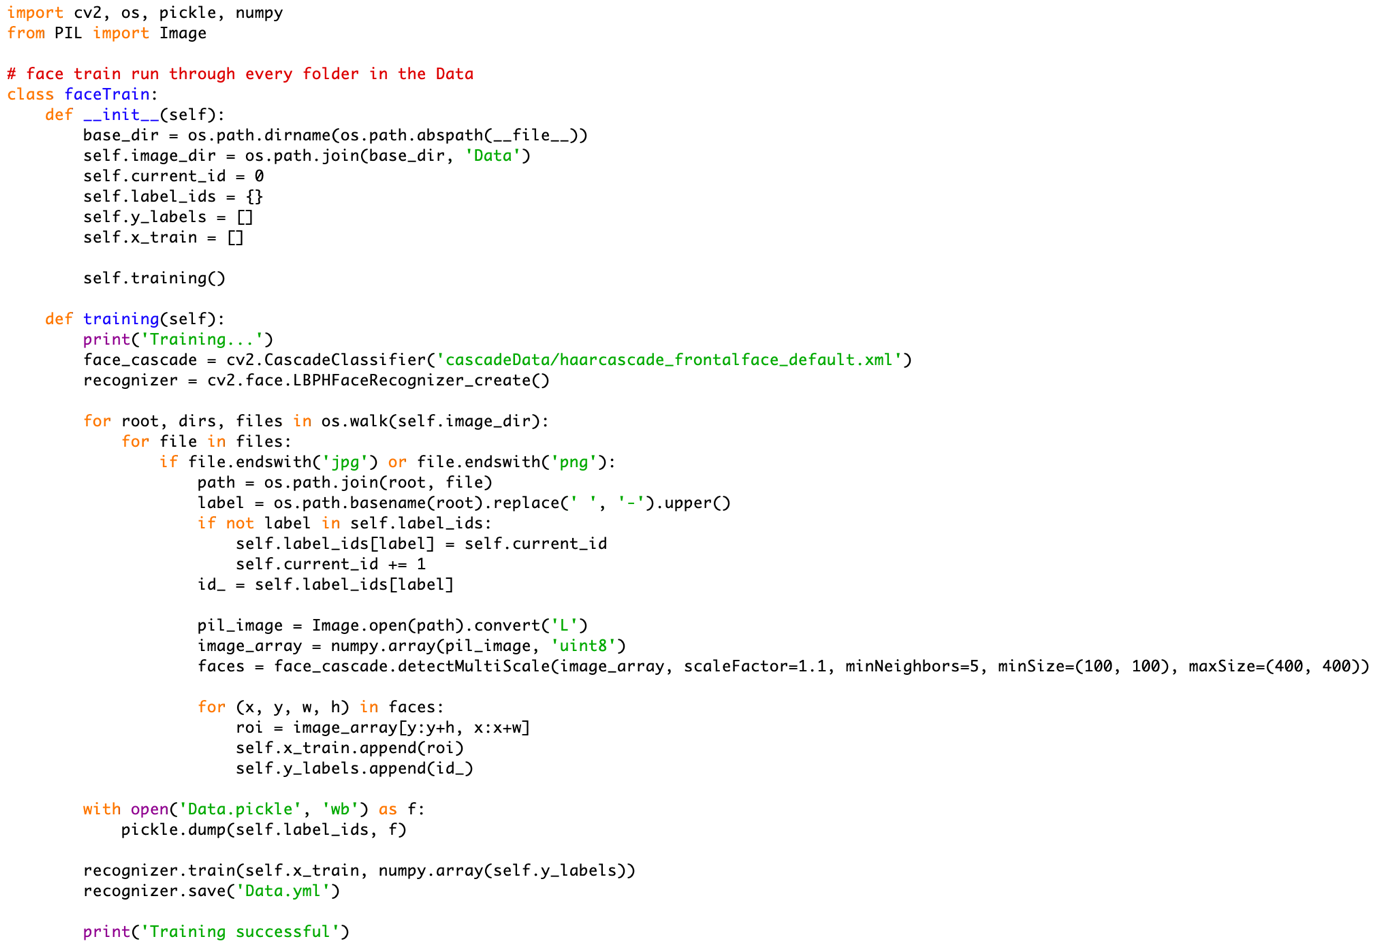 import cv2, os, pickle, numpy
from PIL import Image

# face train run through every folder in the Data
class faceTrain:
    def __init__(self):
        base_dir = os.path.dirname(os.path.abspath(__file__))
        self.image_dir = os.path.join(base_dir, 'Data')
        self.current_id = 0
        self.label_ids = {}
        self.y_labels = []
        self.x_train = []

        self.training()

    def training(self):
        print('Training...')
        face_cascade = cv2.CascadeClassifier('cascadeData/haarcascade_frontalface_default.xml')
        recognizer = cv2.face.LBPHFaceRecognizer_create()

        for root, dirs, files in os.walk(self.image_dir):
            for file in files:
                if file.endswith('jpg') or file.endswith('png'):
                    path = os.path.join(root, file)
                    label = os.path.basename(root).replace(' ', '-').upper()
                    if not label in self.label_ids:
                        self.label_ids[label] = self.current_id
                        self.current_id += 1
                    id_ = self.label_ids[label]

                    pil_image = Image.open(path).convert('L')
                    image_array = numpy.array(pil_image, 'uint8')
                    faces = face_cascade.detectMultiScale(image_array, scaleFactor=1.1, minNeighbors=5, minSize=(100, 100), maxSize=(400, 400))

                    for (x, y, w, h) in faces:
                        roi = image_array[y:y+h, x:x+w]
                        self.x_train.append(roi)
                        self.y_labels.append(id_)

        with open('Data.pickle', 'wb') as f:
            pickle.dump(self.label_ids, f)

        recognizer.train(self.x_train, numpy.array(self.y_labels))
        recognizer.save('Data.yml')

        print('Training successful')